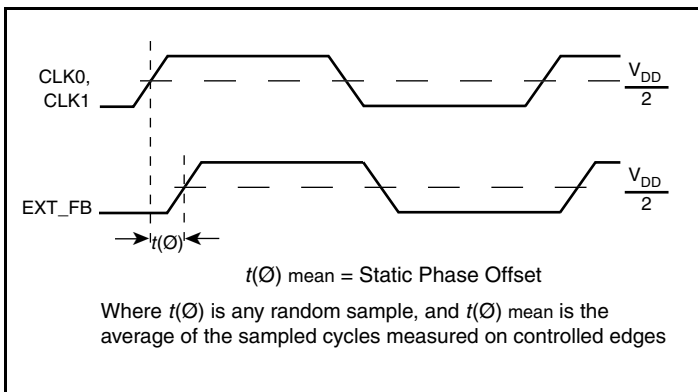 CLK0,
CLK1
V_DD
2
EXT_FB
V_DD
2
t(Ø)
t(Ø) mean = Static Phase Offset
Where t(Ø) is any random sample, and t(Ø) mean is the
average of the sampled cycles measured on controlled edges